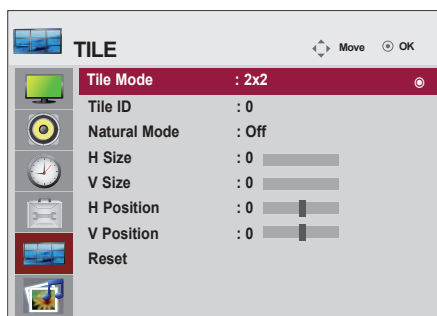 TILE Move OK
Tile Mode : 2x2
Tile ID : 0
Natural Mode : Off
H Size : 0
V Size : 0
H Position : 0
V Position : 0
Reset